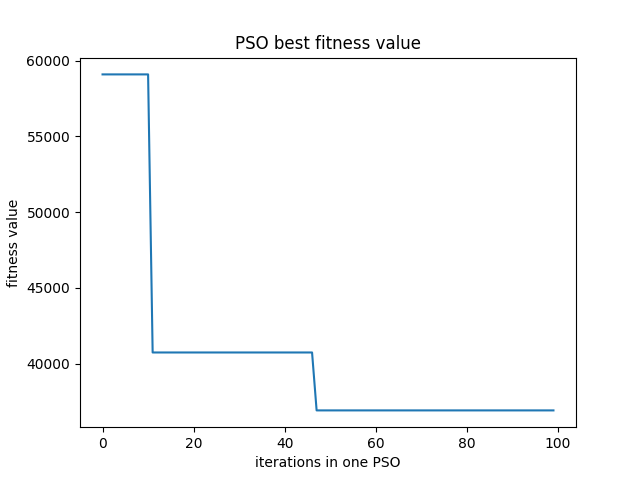 PSO best fitness value
60000
55000
50000
45000
40000
fitness value
0 20 40 60 80 100
iterations in one PSO